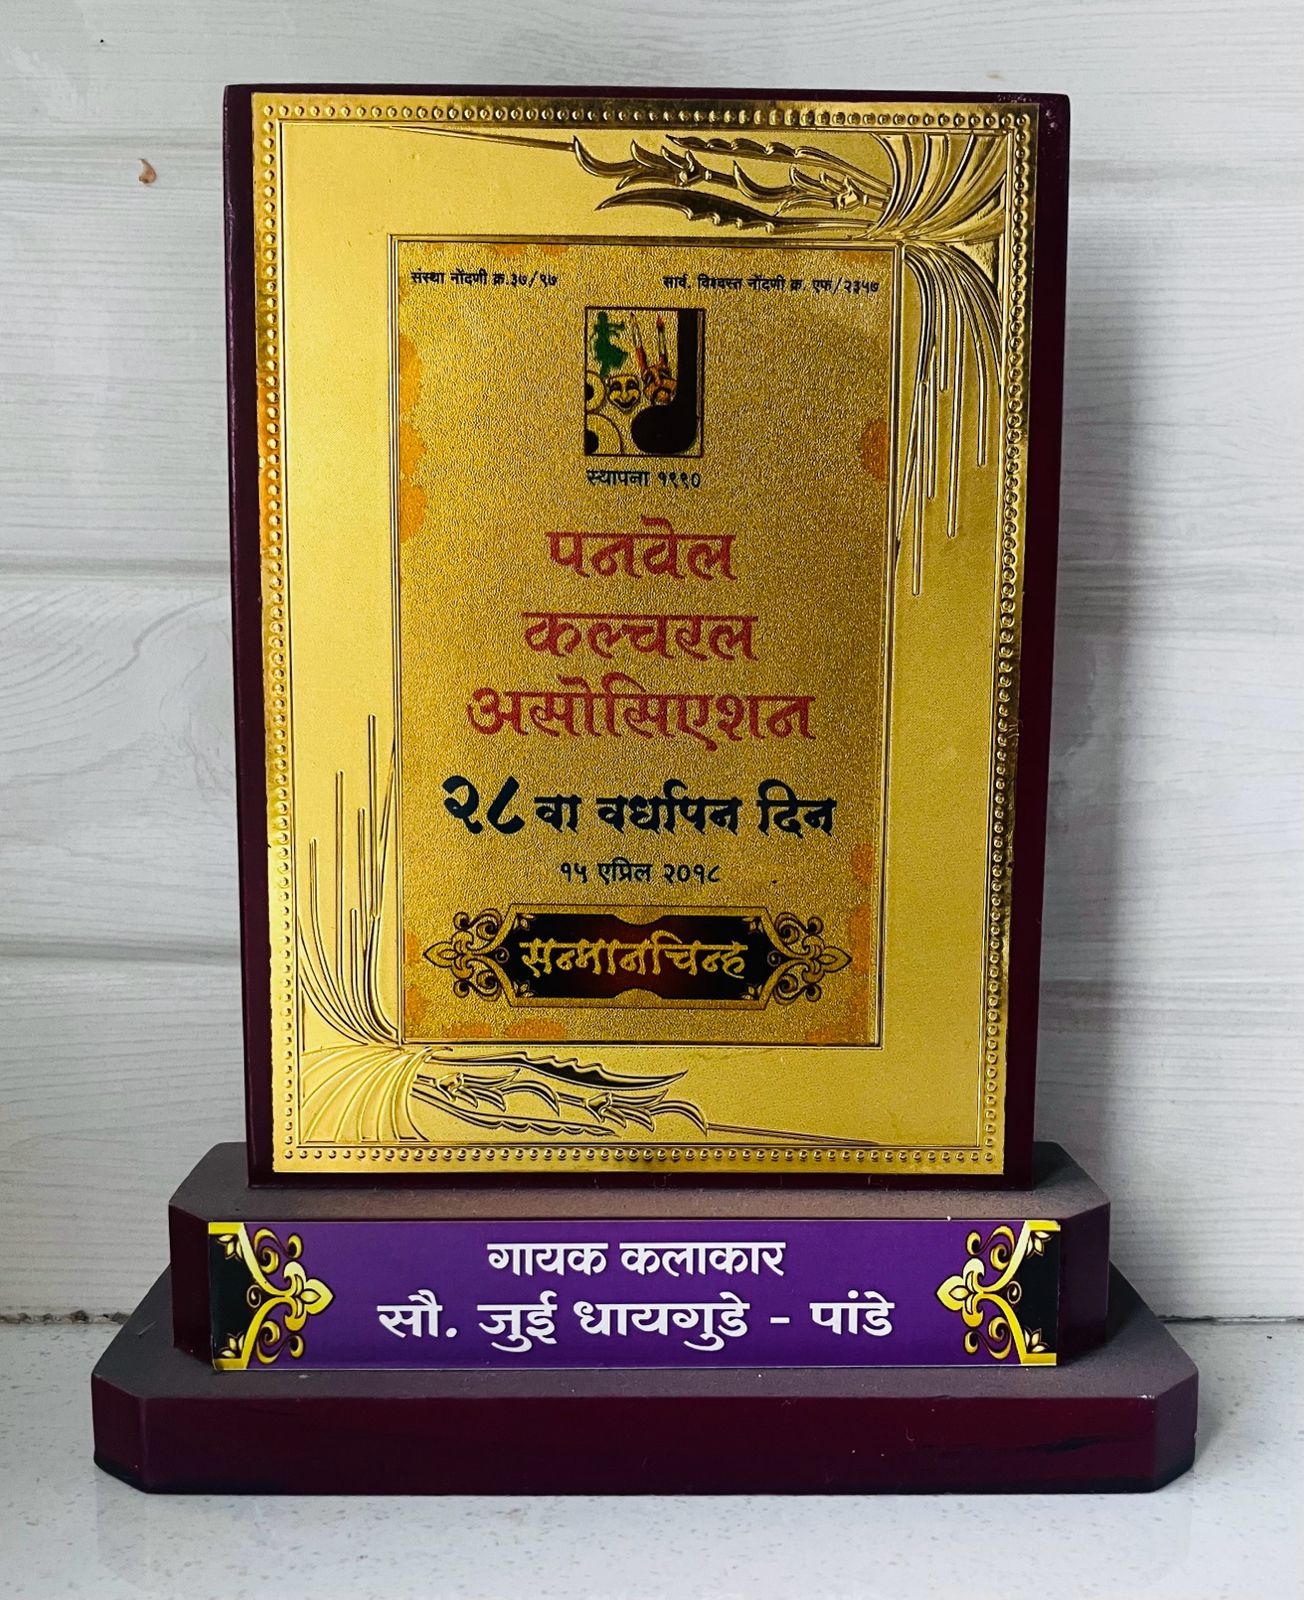 संस्था नोंदणी क्र.३७/९७
सार्व. विश्वस्त नोंदणी क्र. एफ/२३५७
स्थापना १९९०
पनवेल
कल्चरल
असोसिएशन
२८ वा वर्धापन दिन
१५ एप्रिल २०१८
सन्मानचिन्ह
गायक कलाकार
सौ. जुई धायगुडे - पांडे